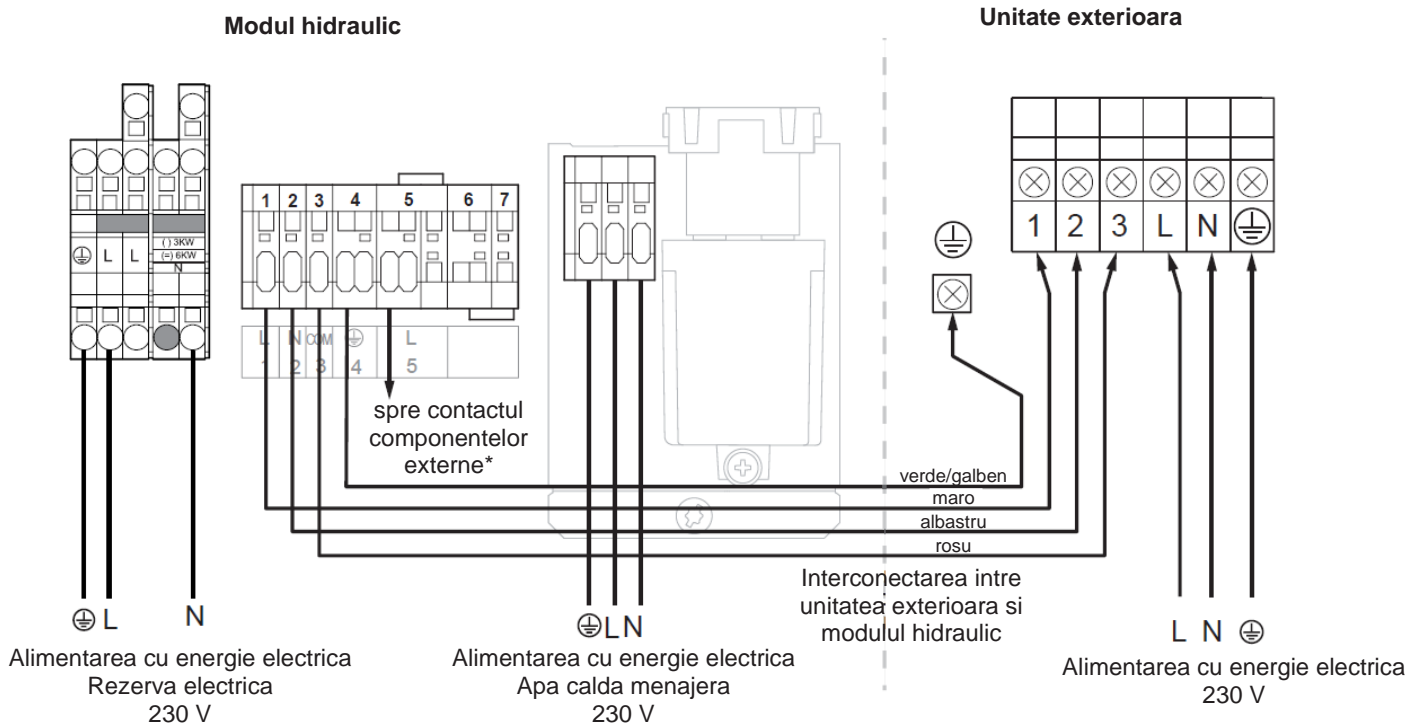 Modul hidraulic
Unitate exterioara
L L
( ) 3KW
(=) 6KW
N
1 2 3 4 5 6 7
L N COM L
1 2 3 4 5
spre contactul
componentelor
externe*
1 2 3 L N
verde/galben
maro
albastru
rosu
Interconectarea intre
unitatea exterioara si
modulul hidraulic
L N
Alimentarea cu energie electrica
Rezerva electrica
230 V
L N
Alimentarea cu energie electrica
Apa calda menajera
230 V
L N
Alimentarea cu energie electrica
230 V